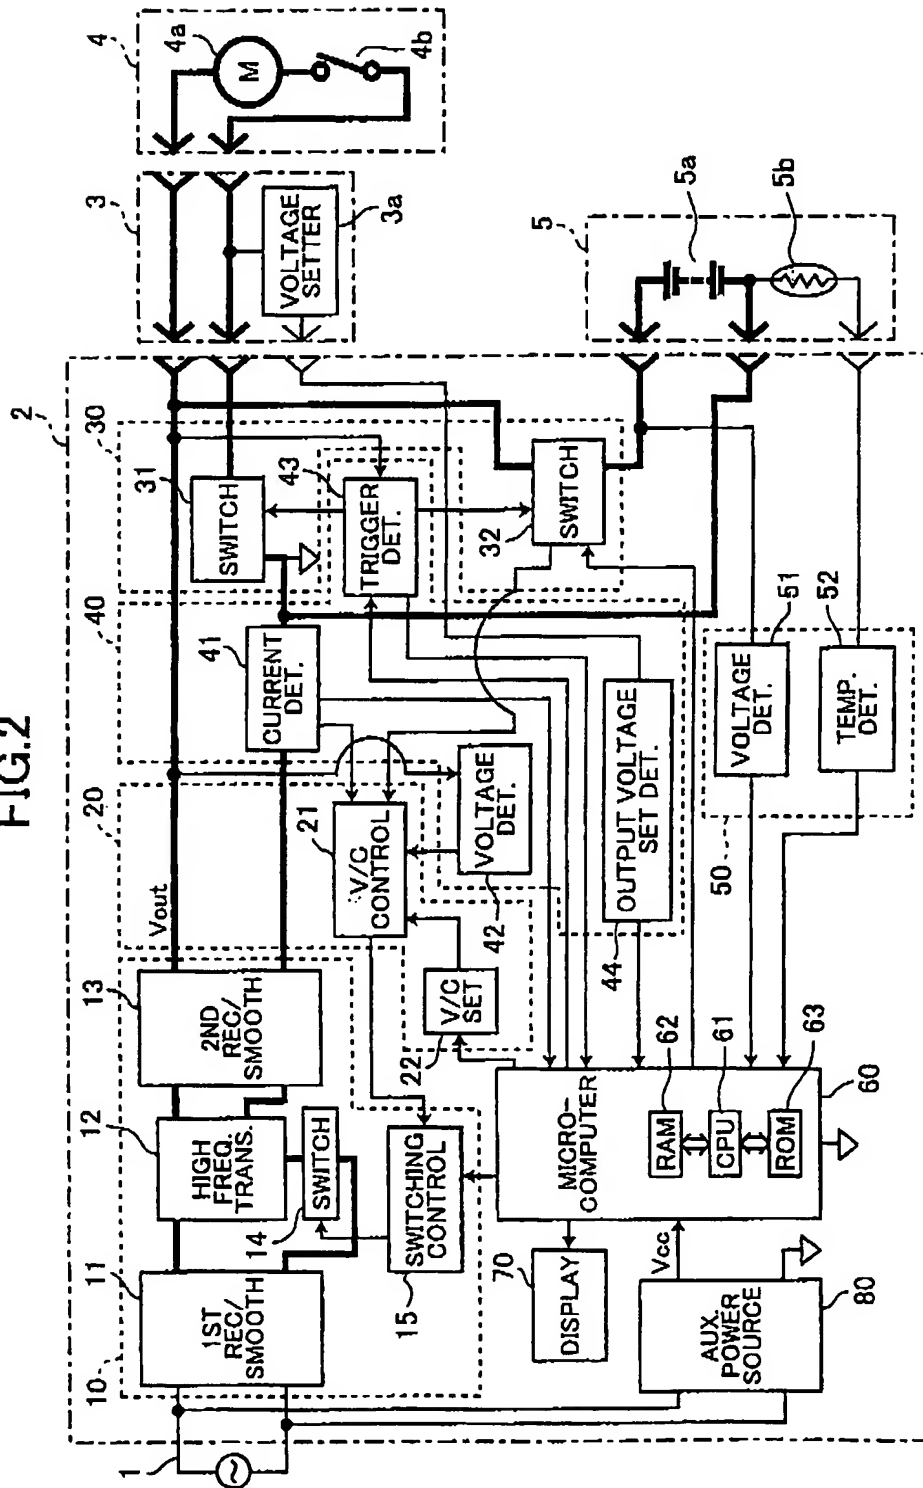 FIG.2
1
2
3
4
4a
4b
M
VOLTAGE
SETTER
3a
5
5a
5b
10
11
1ST
REC/
SMOOTH
12
HIGH
FREQ.
TRANS.
13
2ND
REC/
SMOOTH
Vout
14
SWITCH
15
SWITCHING
CONTROL
20
21
V/C
CONTROL
22
V/C
SET
30
31
SWITCH
32
SWITCH
40
41
CURRENT
DET.
42
VOLTAGE
DET.
43
TRIGGER
DET.
44
OUTPUT VOLTAGE
SET DET.
50
51
VOLTAGE
DET.
52
TEMP.
DET.
60
MICRO-
COMPUTER
62
RAM
61
CPU
63
ROM
70
DISPLAY
Vcc
80
AUX.
POWER
SOURCE